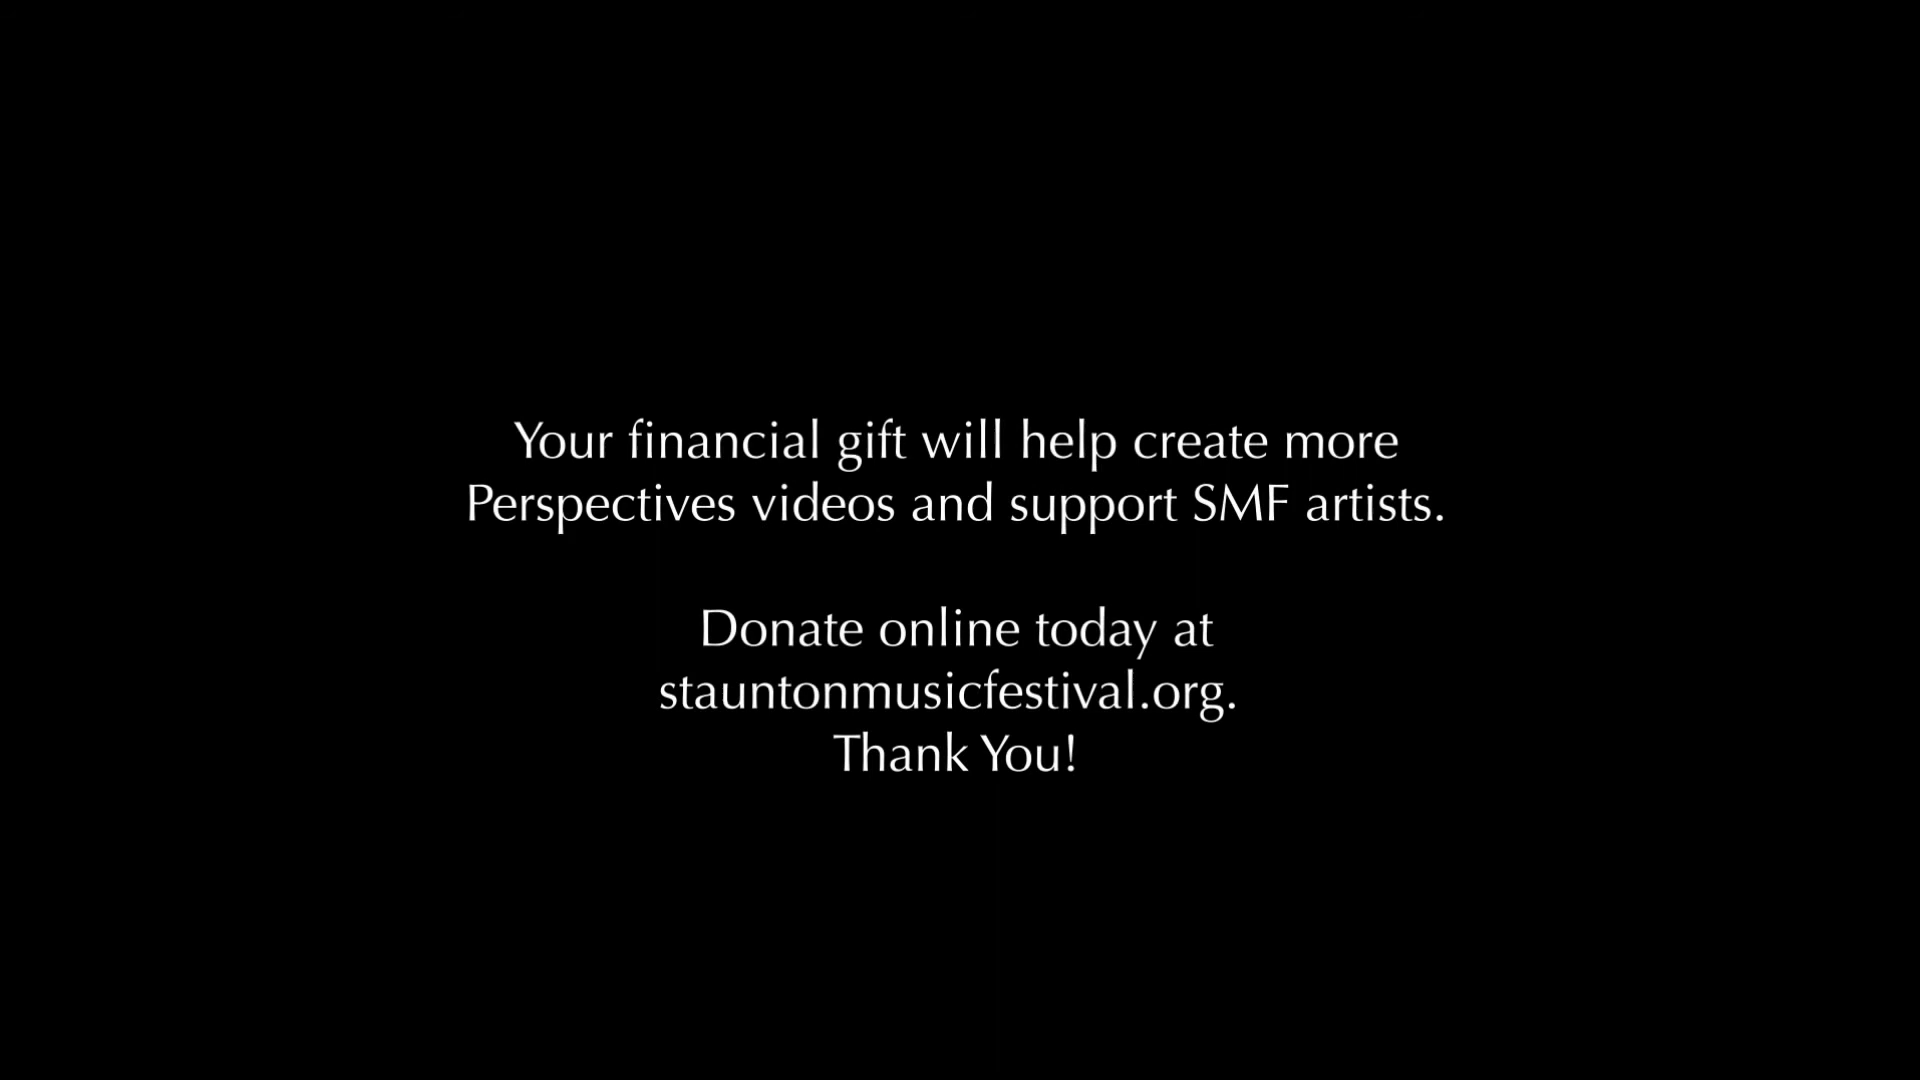 Your financial gift will help create more
Perspectives videos and support SMF artists.
Donate online today at
stauntonmusicfestival.org.
Thank You!